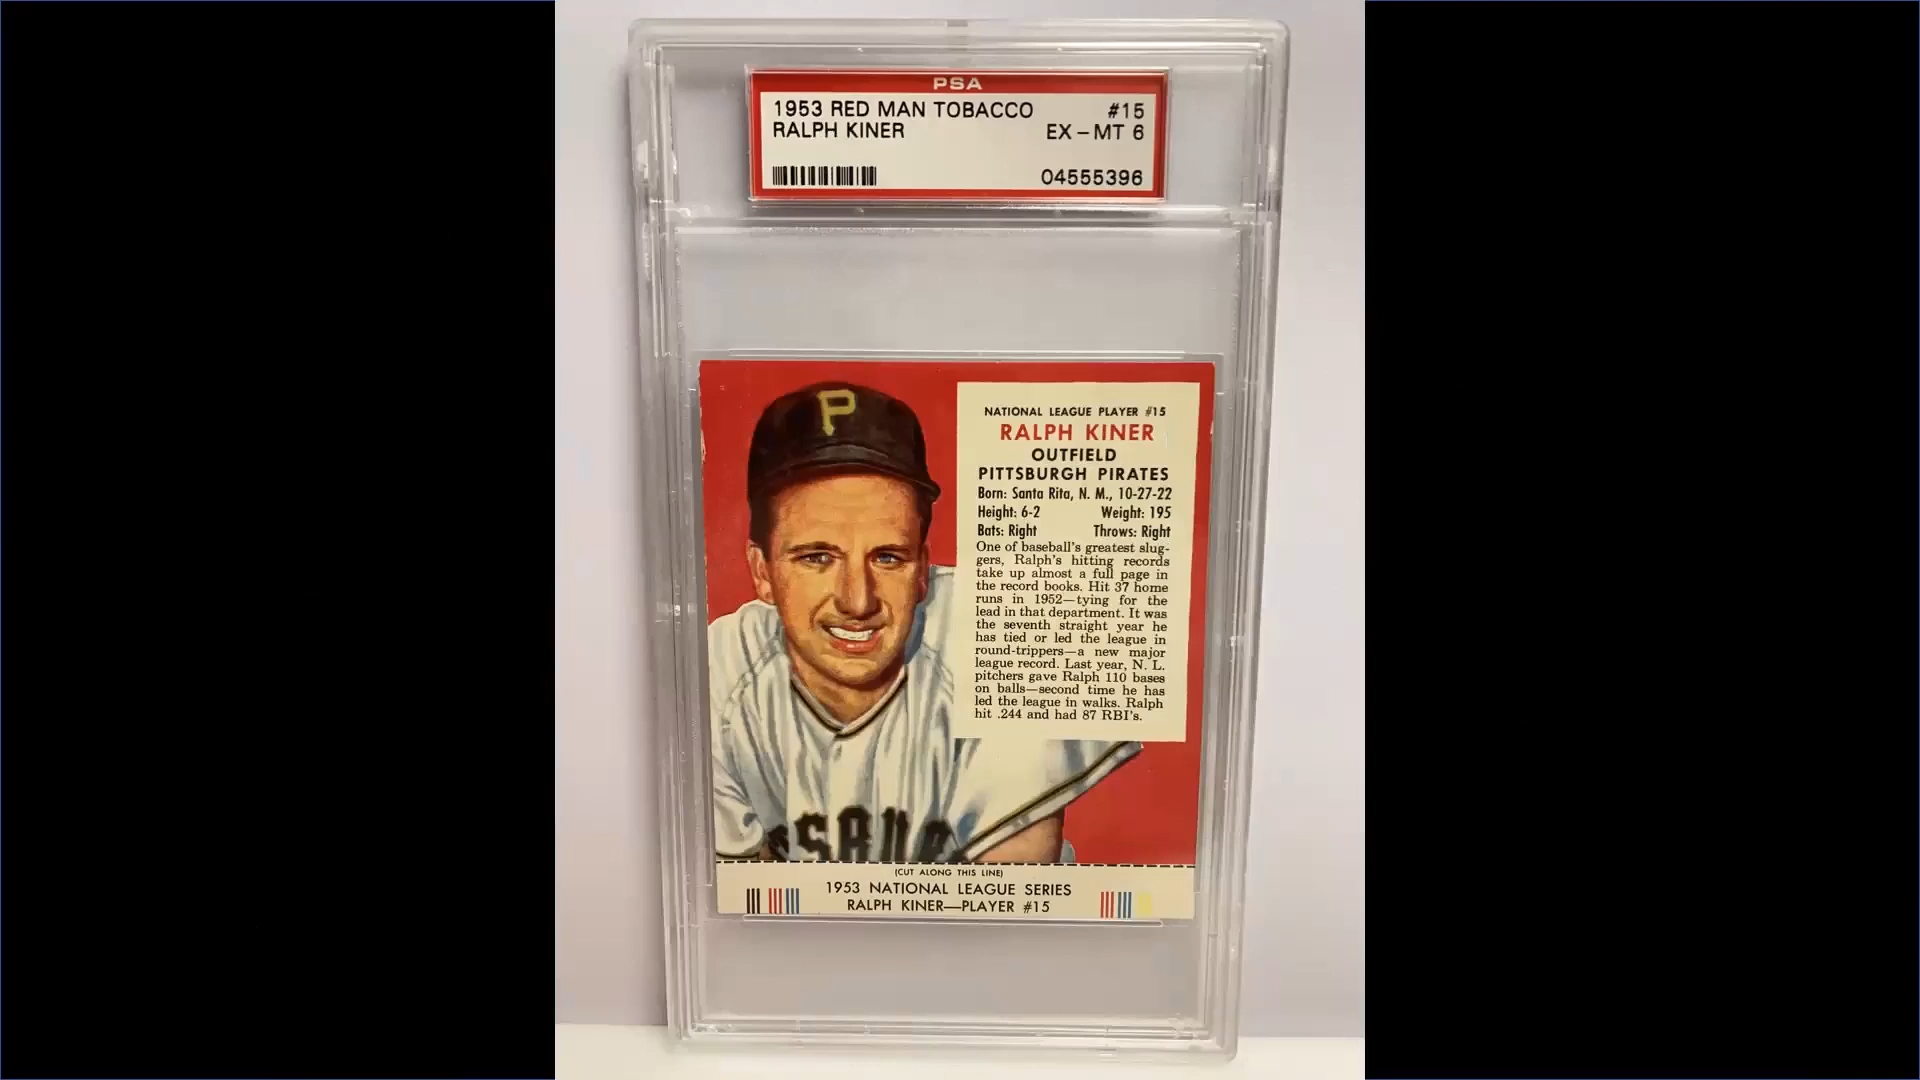 PSA
1953 RED MAN TOBACCO #15
RALPH KINER EX-MT 6
04555396
P
NATIONAL LEAGUE PLAYER #15
RALPH KINER
OUTFIELD
PITTSBURGH PIRATES
Born: Santa Rita, N. M., 10-27-22
Height: 6-2 Weight: 195
Bats: Right Throws: Right
One of baseball's greatest slug-
gers, Ralph's hitting records
take up almost a full page in
the record books. Hit 37 home
runs in 1952—tying for the
lead in that department. It was
the seventh straight year he
has tied or led the league in
round-trippers—a new major
league record. Last year, N. L.
pitchers gave Ralph 110 bases
on balls—second time he has
led the league in walks. Ralph
hit .244 and had 87 RBI's.
SBUR
(CUT ALONG THIS LINE)
1953 NATIONAL LEAGUE SERIES
RALPH KINER—PLAYER #15